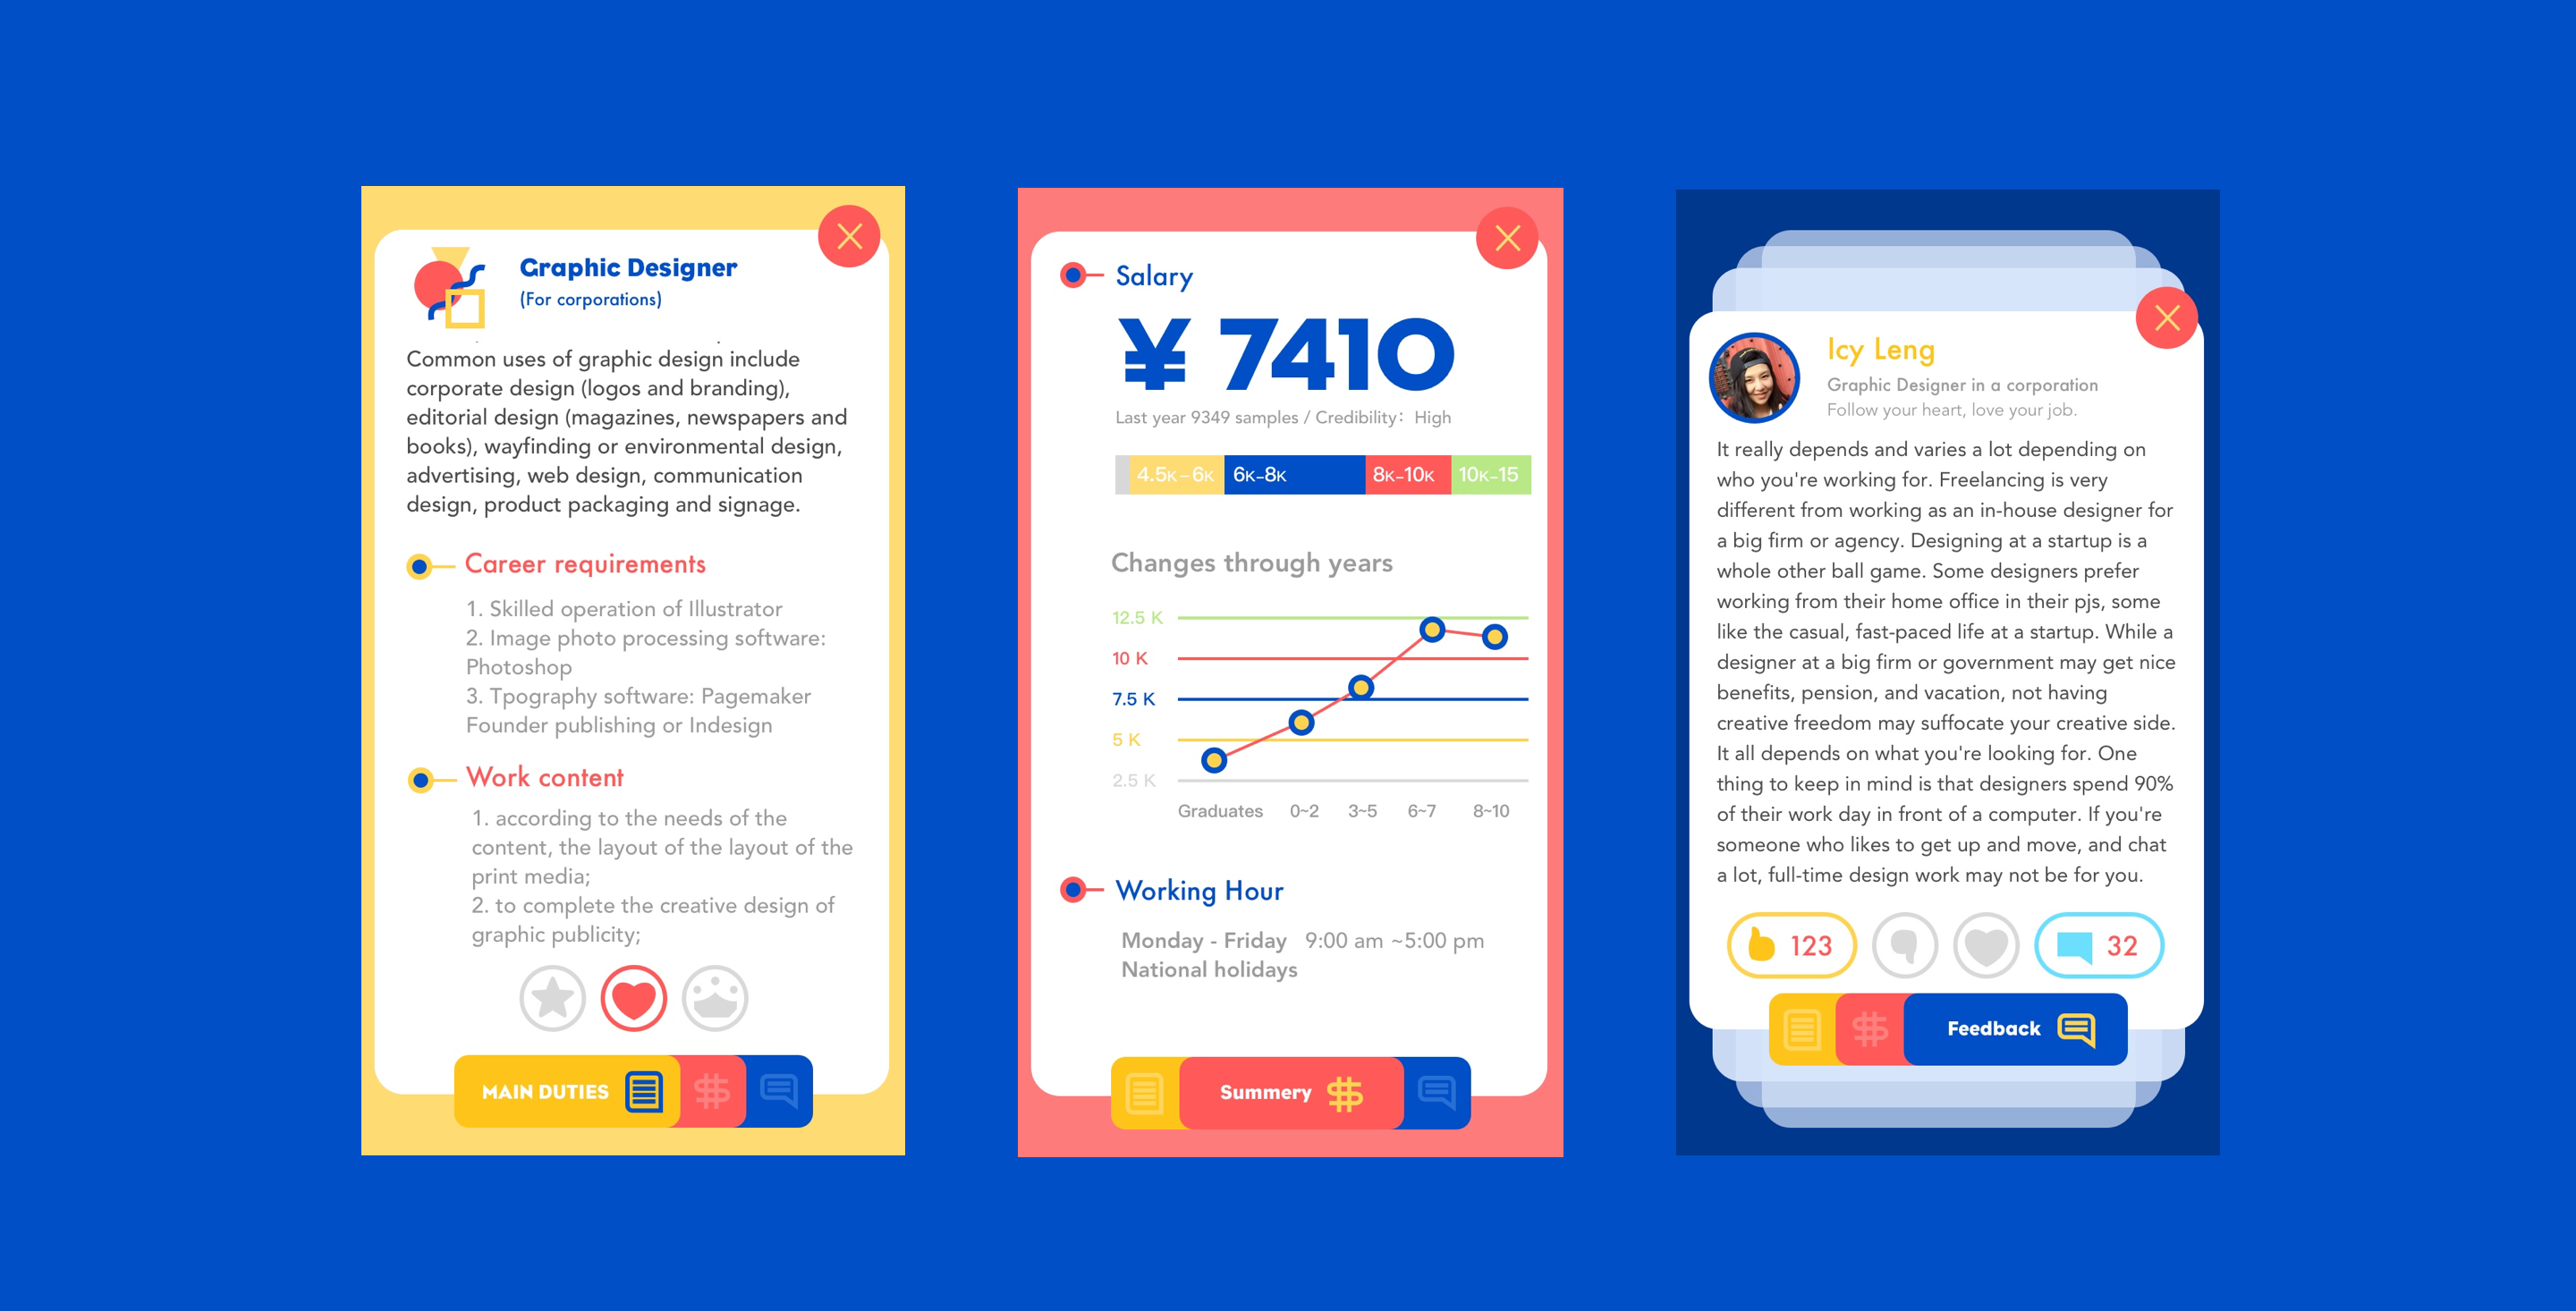 Graphic Designer
(For corporations)
Common uses of graphic design include
corporate design (logos and branding),
editorial design (magazines, newspapers and
books), wayfinding or environmental design,
advertising, web design, communication
design, product packaging and signage.
Career requirements
1. Skilled operation of Illustrator
2. Image photo processing software:
Photoshop
3. Tpography software: Pagemaker
Founder publishing or Indesign
Work content
1. according to the needs of the
content, the layout of the layout of the
print media;
2. to complete the creative design of
graphic publicity;
MAIN DUTIES
Salary
¥ 7410
Last year 9349 samples / Credibility: High
4.5K-6K 6K-8K 8K-10K 10K-15
Changes through years
12.5 K
10 K
7.5 K
5 K
2.5 K
Graduates 0~2 3~5 6~7 8~10
Working Hour
Monday - Friday 9:00 am ~5:00 pm
National holidays
Summery
Icy Leng
Graphic Designer in a corporation
Follow your heart, love your job.
It really depends and varies a lot depending on
who you're working for. Freelancing is very
different from working as an in-house designer for
a big firm or agency. Designing at a startup is a
whole other ball game. Some designers prefer
working from their home office in their pjs, some
like the casual, fast-paced life at a startup. While a
designer at a big firm or government may get nice
benefits, pension, and vacation, not having
creative freedom may suffocate your creative side.
It all depends on what you're looking for. One
thing to keep in mind is that designers spend 90%
of their work day in front of a computer. If you're
someone who likes to get up and move, and chat
a lot, full-time design work may not be for you.
123 32
Feedback